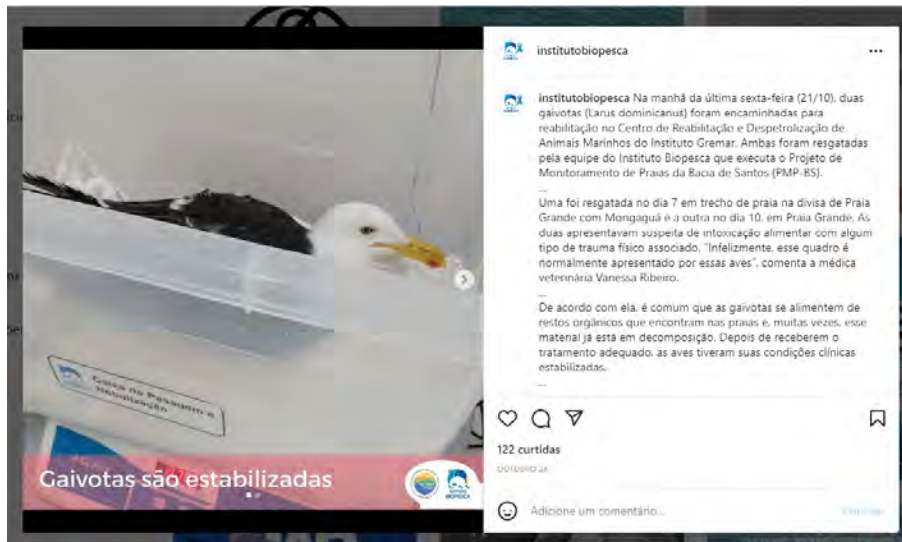 institutobiopesca
institutobiopesca Na manhã da última sexta-feira (21/10), duas
gaivotas (Larus dominicanus) foram encaminhadas para
reabilitação no Centro de Reabilitação e Despetrolização de
Animais Marinhos do Instituto Gremar. Ambas foram resgatadas
pela equipe do Instituto Biopesca que executa o Projeto de
Monitoramento de Praias da Bacia de Santos (PMP-BS).
...
Uma foi resgatada no dia 7 em trecho de praia na divisa de Praia
Grande com Mongaguá e a outra no dia 10, em Praia Grande. As
duas apresentavam suspeita de intoxicação alimentar com algum
tipo de trauma físico associado. "Infelizmente, esse quadro é
normalmente apresentado por essas aves", comenta a médica
veterinária Vanessa Ribeiro.
...
De acordo com ela, é comum que as gaivotas se alimentem de
restos orgânicos que encontram nas praias e, muitas vezes, esse
material já está em decomposição. Depois de receberem o
tratamento adequado, as aves tiveram suas condições clínicas
estabilizadas.
...
122 curtidas
Adicione um comentário...
Caixa de Pesagem e
Gaivotas são estabilizadas
BIOPESCA